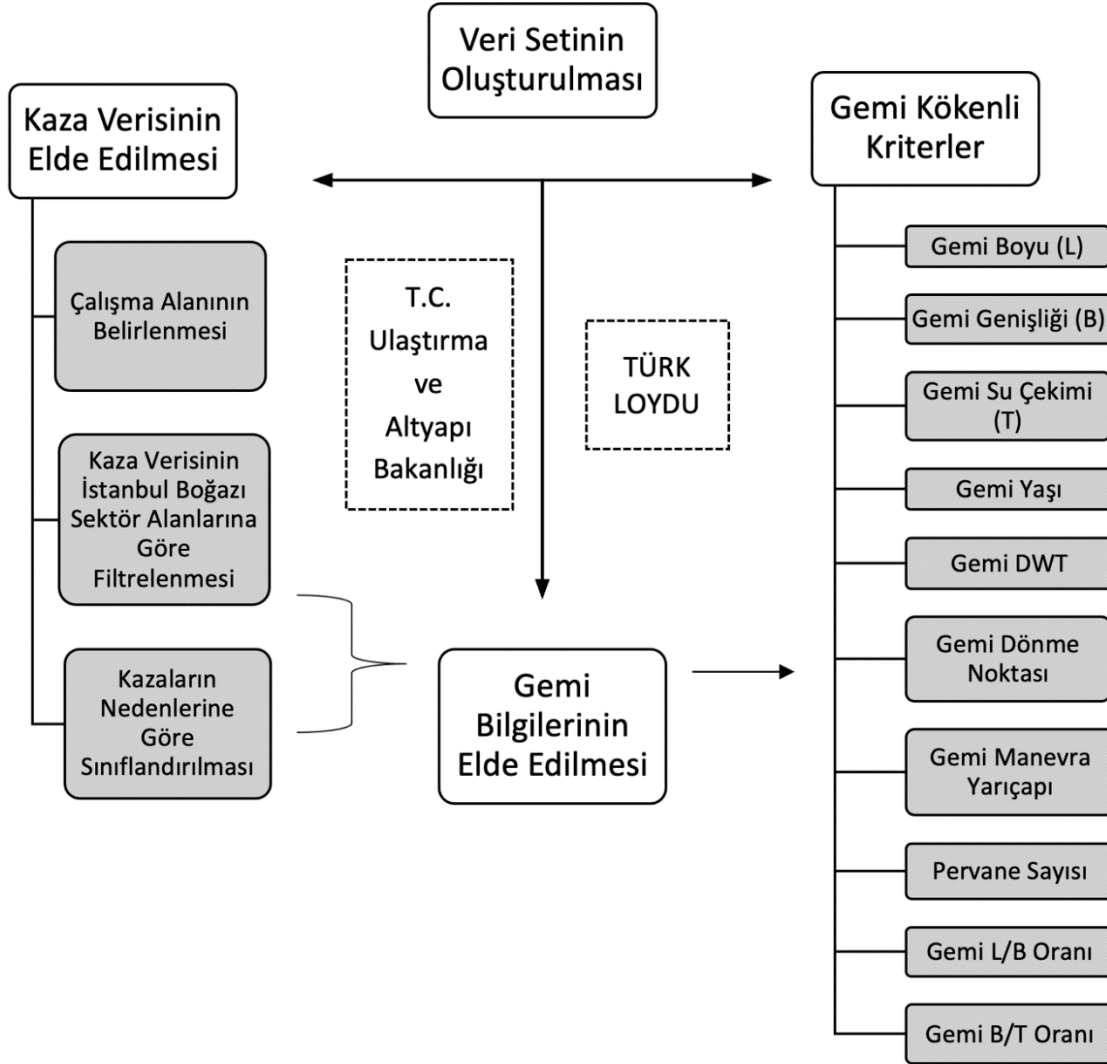 Veri Setinin
Oluşturulması
Kaza Verisinin
Elde Edilmesi
Çalışma Alanının
Belirlenmesi
Kaza Verisinin
İstanbul Boğazı
Sektör Alanlarına
Göre
Filtrelenmesi
Kazaların
Nedenlerine
Göre
Sınıflandırılması
T.C.
Ulaştırma
ve
Altyapı
Bakanlığı
TÜRK
LOYDU
Gemi
Bilgilerinin
Elde Edilmesi
Gemi Kökenli
Kriterler
Gemi Boyu (L)
Gemi Genişliği (B)
Gemi Su Çekimi
(T)
Gemi Yaşı
Gemi DWT
Gemi Dönme
Noktası
Gemi Manevra
Yarıçapı
Pervane Sayısı
Gemi L/B Oranı
Gemi B/T Oranı